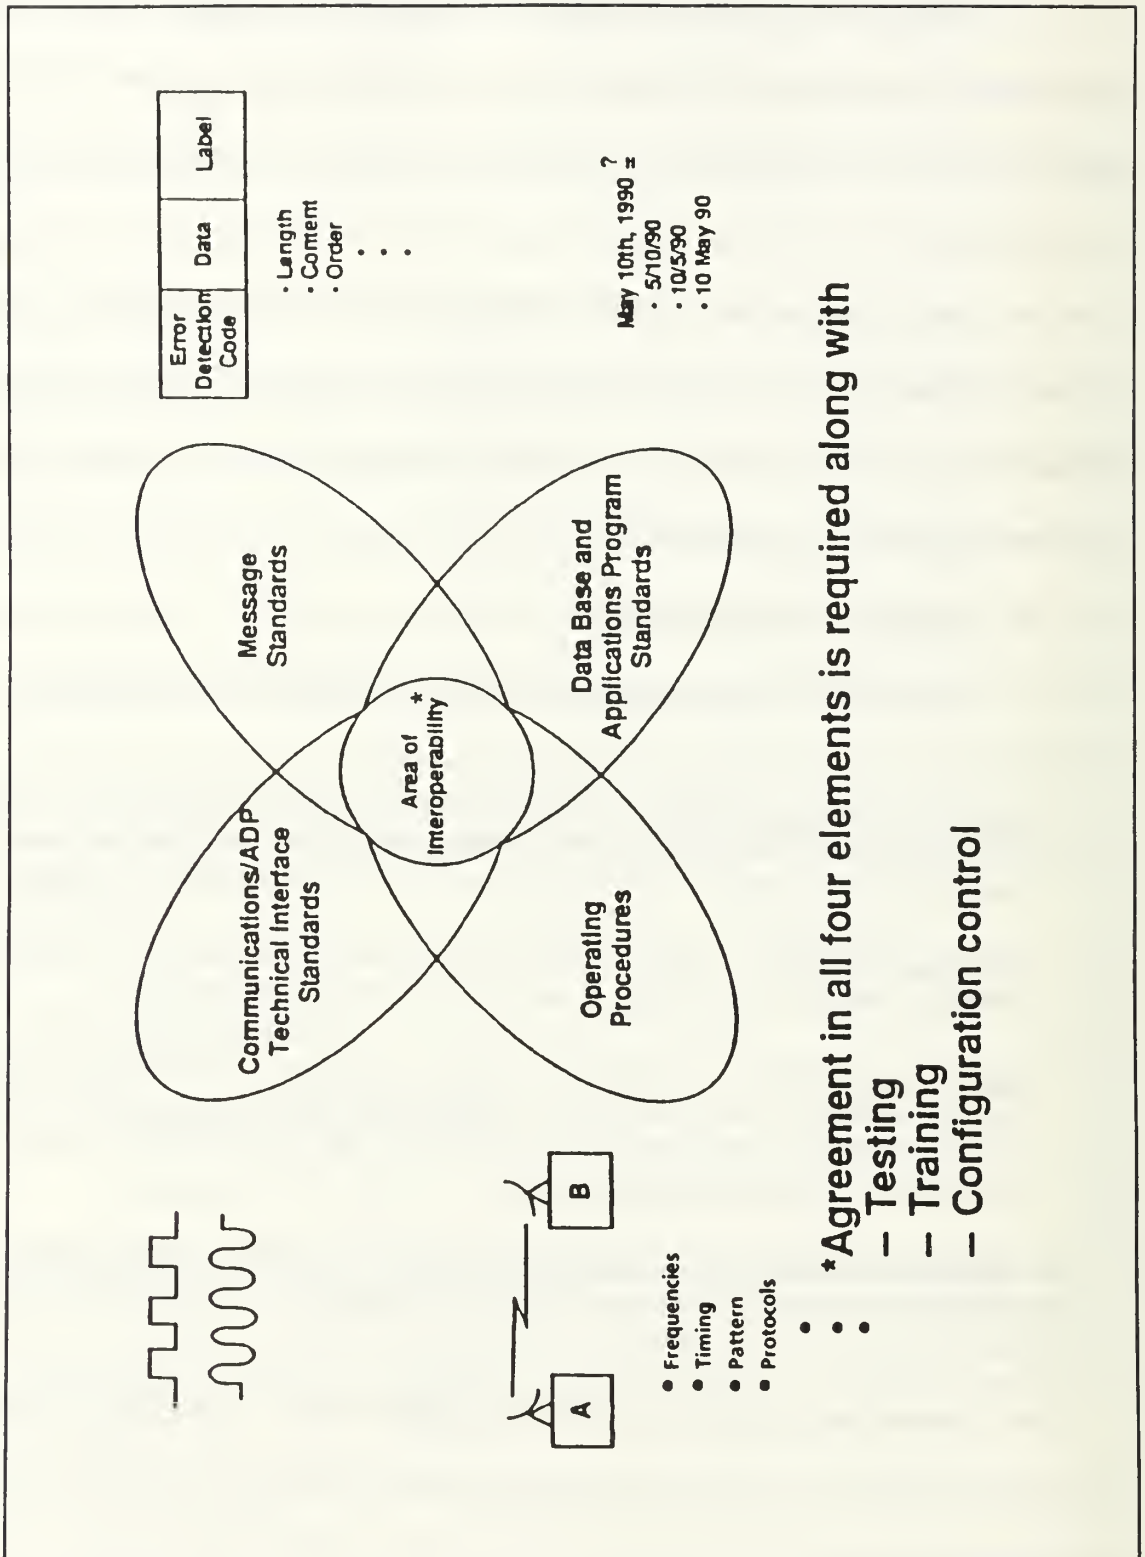 Communications/ADP
Technical Interface
Standards
Message
Standards
Error
Detection
Code
Data
Label
· Length
· Content
· Order
Area of
Interoperability *
A
B
• Frequencies
• Timing
• Pattern
• Protocols
Operating
Procedures
Data Base and
Applications Program
Standards
May 10th, 1990 = ?
· 5/10/90
· 10/5/90
· 10 May 90
*Agreement in all four elements is required along with
– Testing
– Training
– Configuration control